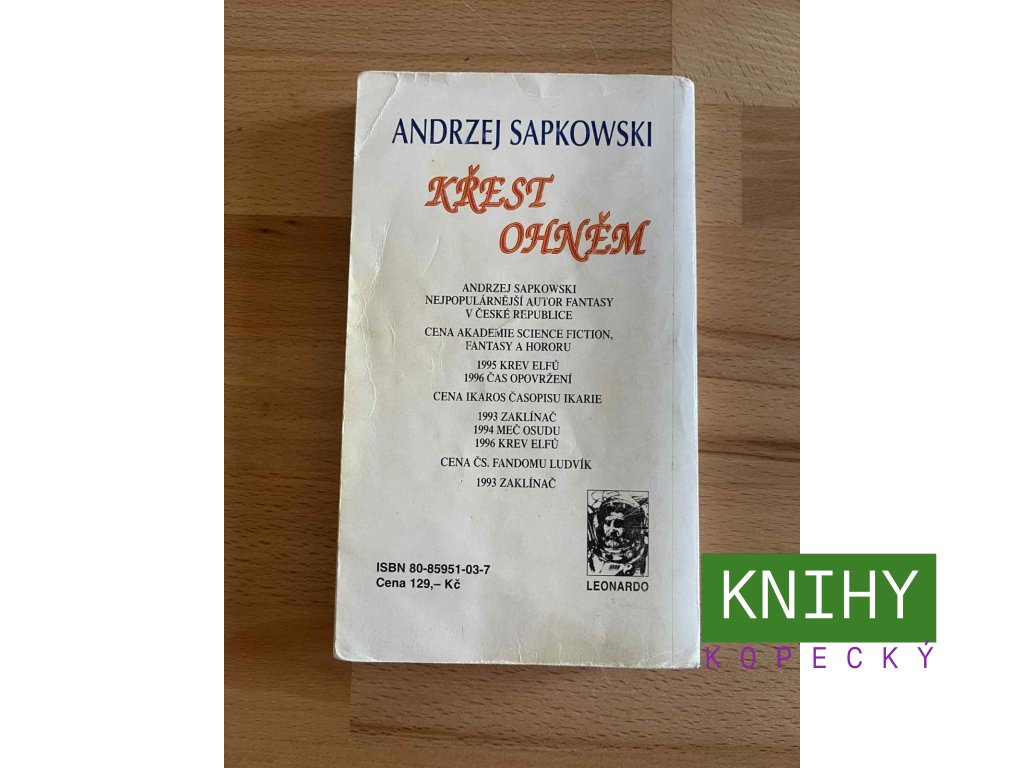 ANDRZEJ SAPKOWSKI
KŘEST
OHNĚM
ANDRZEJ SAPKOWSKI
NEJPOPULÁRNĚJŠÍ AUTOR FANTASY
V ČESKÉ REPUBLICE
CENA AKADEMIE SCIENCE FICTION,
FANTASY A HORORU
1995 KREV ELFŮ
1996 ČAS OPOVRŽENÍ
CENA IKAROS ČASOPISU IKARIE
1993 ZAKLÍNAČ
1994 MEČ OSUDU
1996 KREV ELFŮ
CENA ČS. FANDOMU LUDVÍK
1993 ZAKLÍNAČ
ISBN 80-85951-03-7
Cena 129,– Kč
LEONARDO
KNIHY
KOPECKÝ